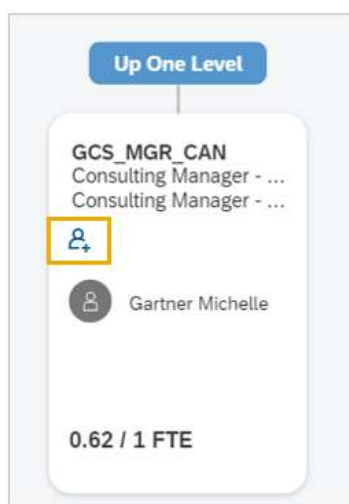 Up One Level
GCS_MGR_CAN
Consulting Manager - ...
Consulting Manager - ...
Gartner Michelle
0.62 / 1 FTE